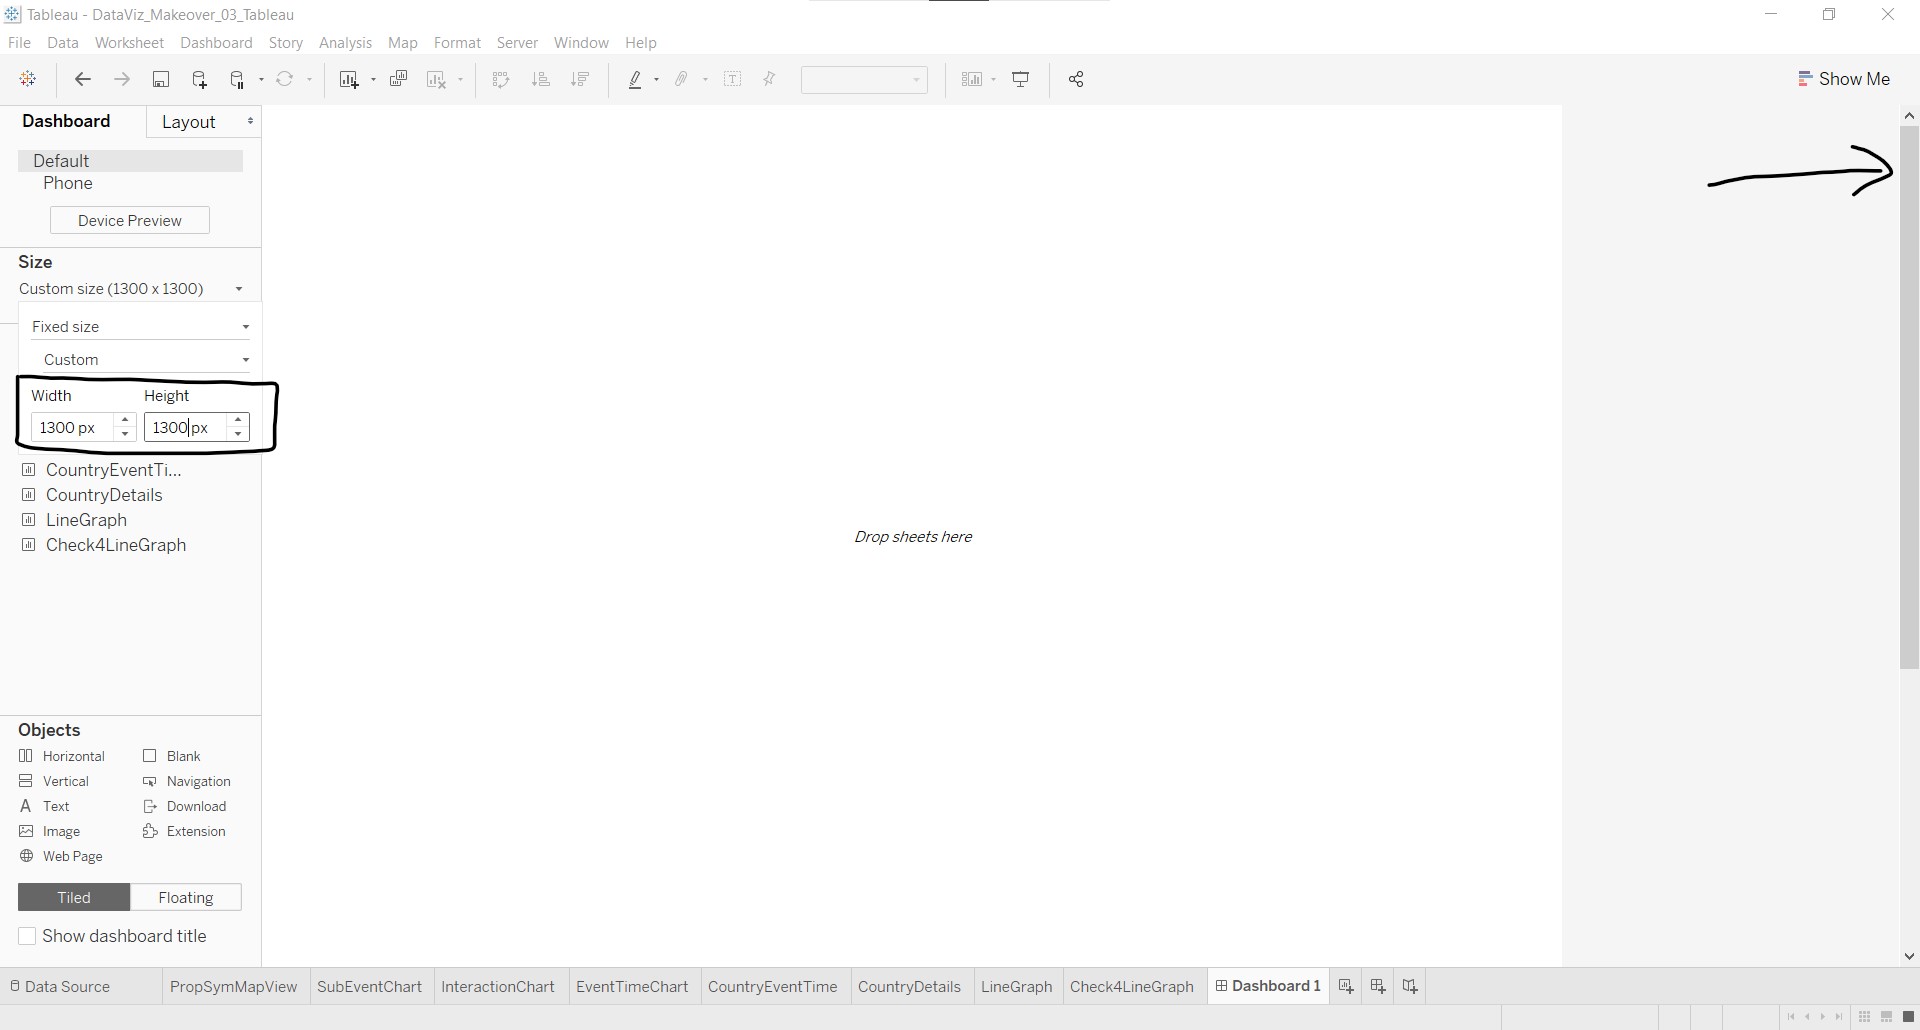 Tableau - DataViz_Makeover_03_Tableau
File Data Worksheet Dashboard Story Analysis Map Format Server Window Help
Show Me
Dashboard Layout
Default
Phone
Device Preview
Size
Custom size (1300 x 1300)
Fixed size
Custom
Width Height
1300 px 1300 px
CountryEventTi...
CountryDetails
LineGraph
Check4LineGraph
Drop sheets here
Objects
Horizontal Blank
Vertical Navigation
A Text Download
Image Extension
Web Page
Tiled Floating
Show dashboard title
Data Source PropSymMapView SubEventChart InteractionChart EventTimeChart CountryEventTime CountryDetails LineGraph Check4LineGraph Dashboard 1